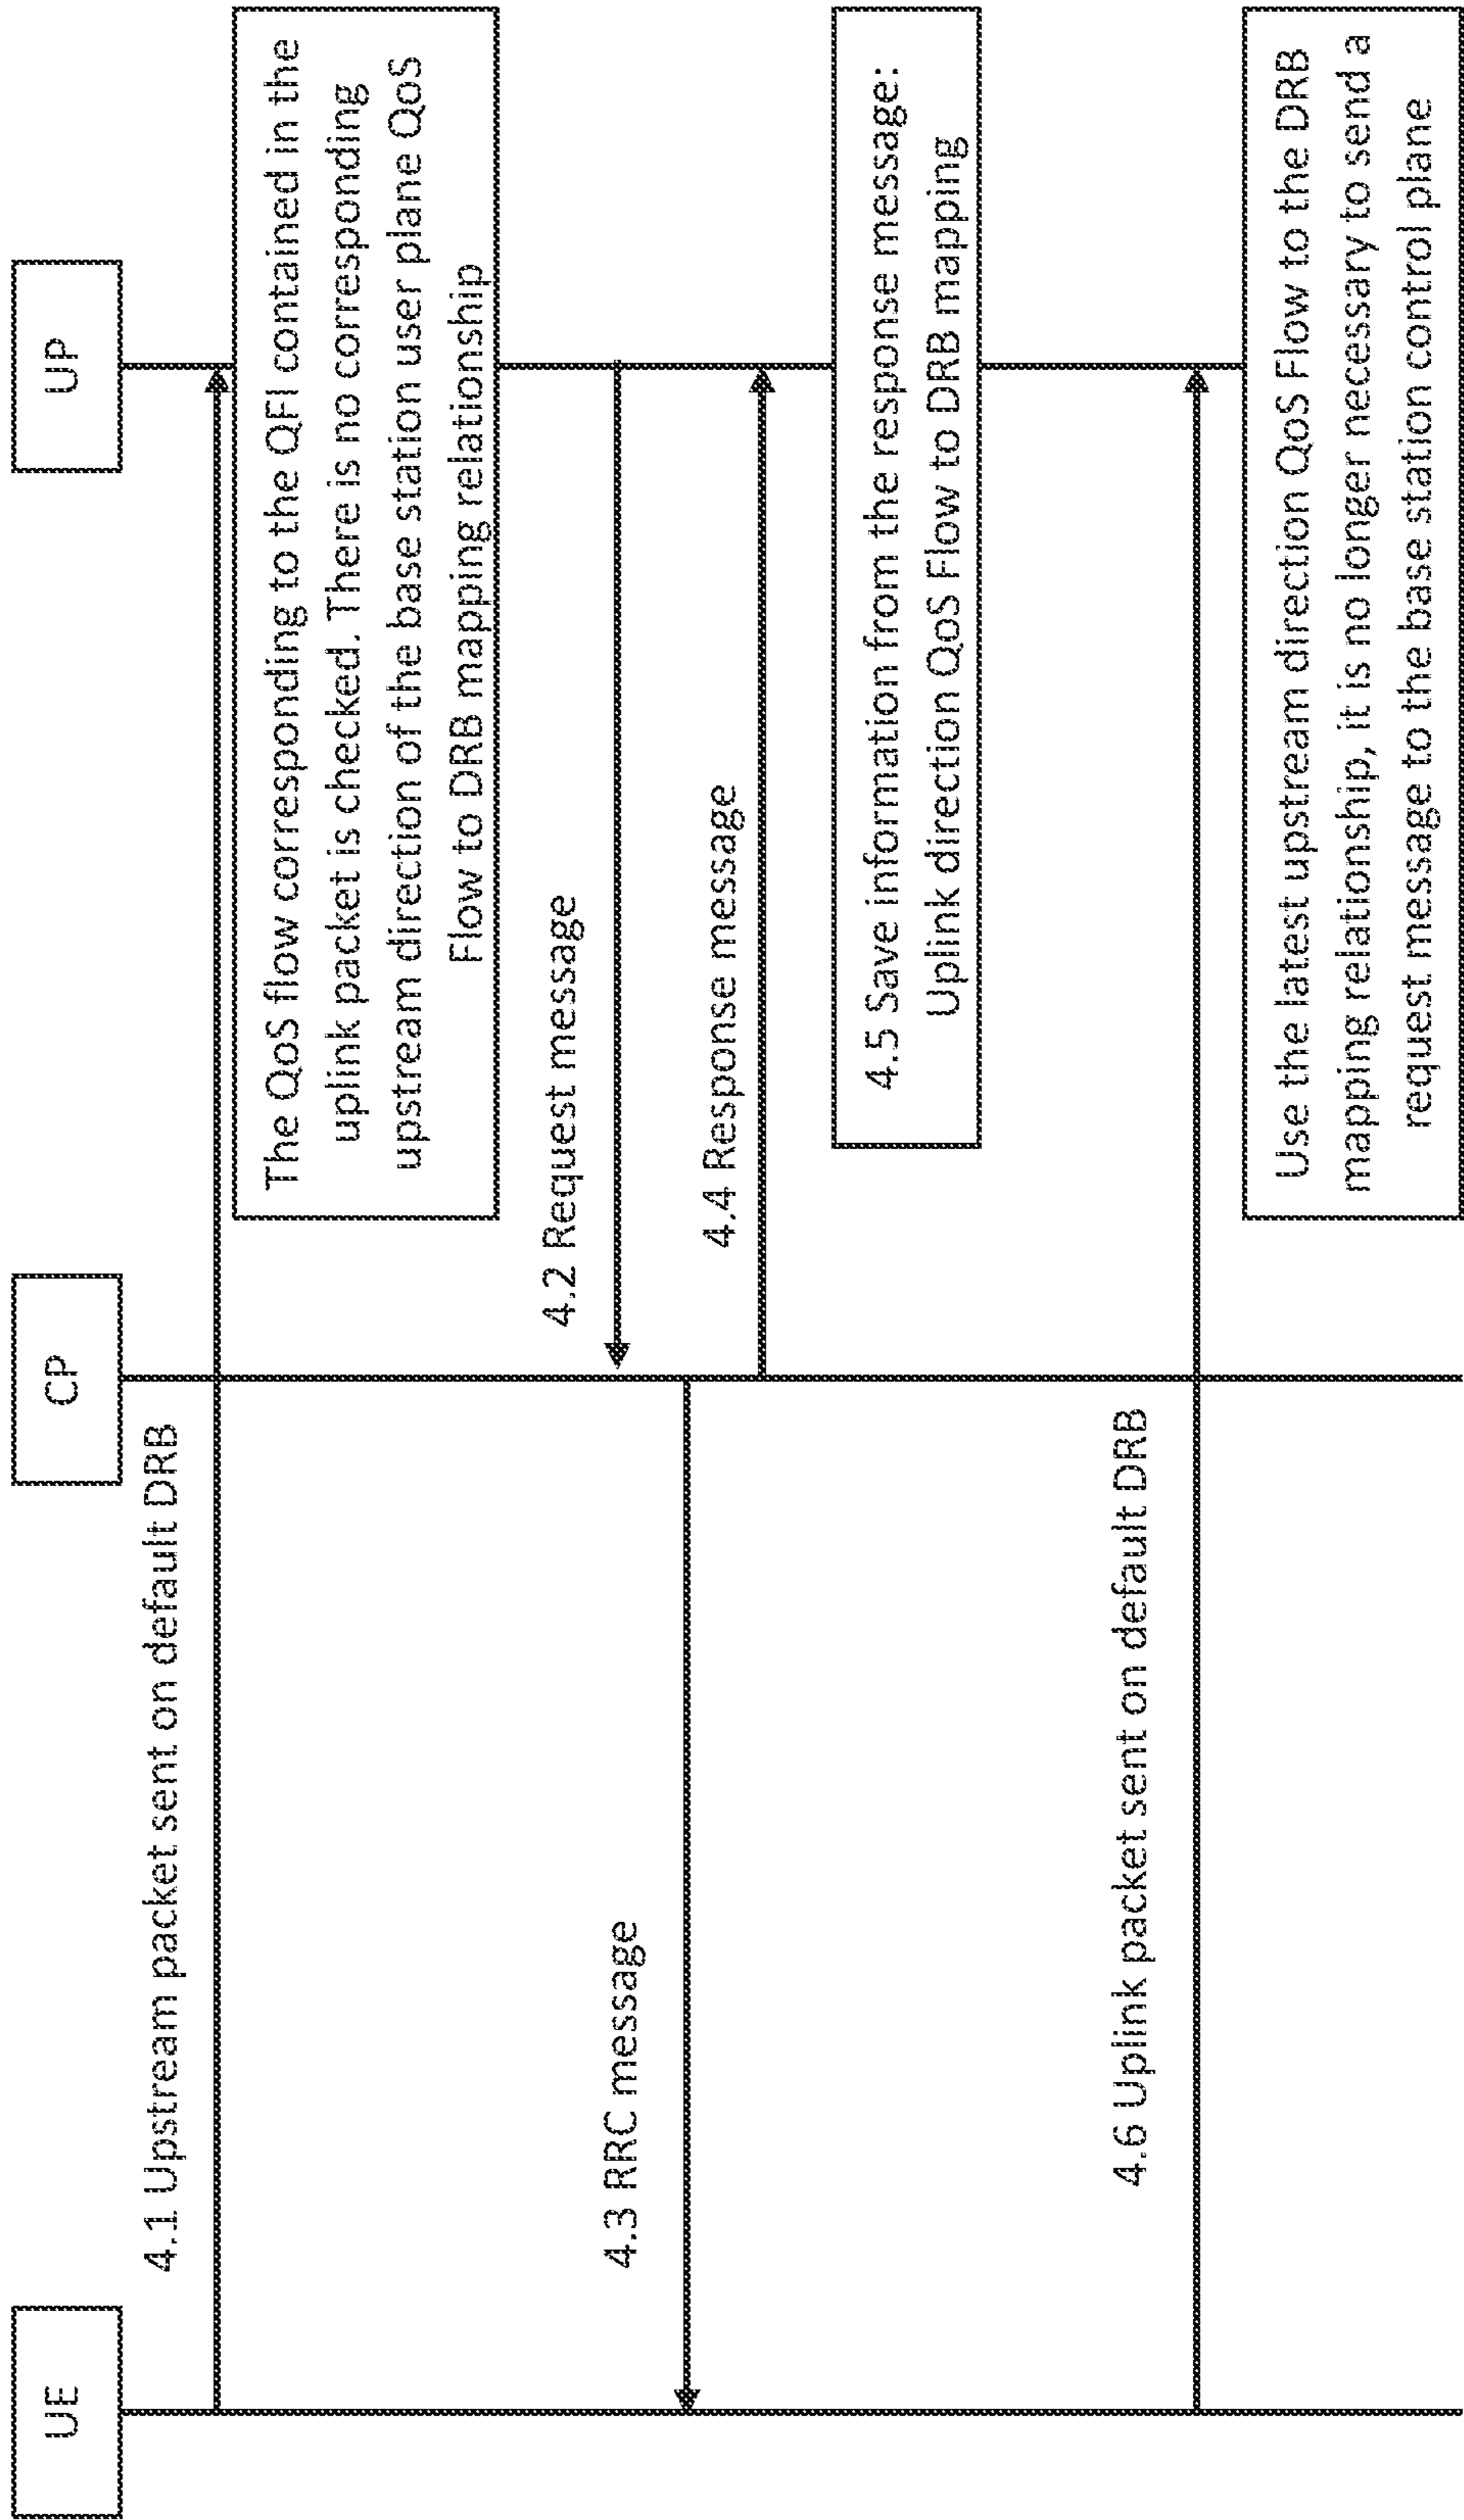 UE
CP
UP
4.1 Upstream packet sent on default DRB
The QoS flow corresponding to the QFI contained in the
uplink packet is checked. There is no corresponding
upstream direction of the base station user plane QoS
Flow to DRB mapping relationship
4.2 Request message
4.3 RRC message
4.4 Response message
4.5 Save information from the response message:
Uplink direction QoS Flow to DRB mapping
4.6 Uplink packet sent on default DRB
Use the latest upstream direction QoS Flow to the DRB
mapping relationship, it is no longer necessary to send a
request message to the base station control plane